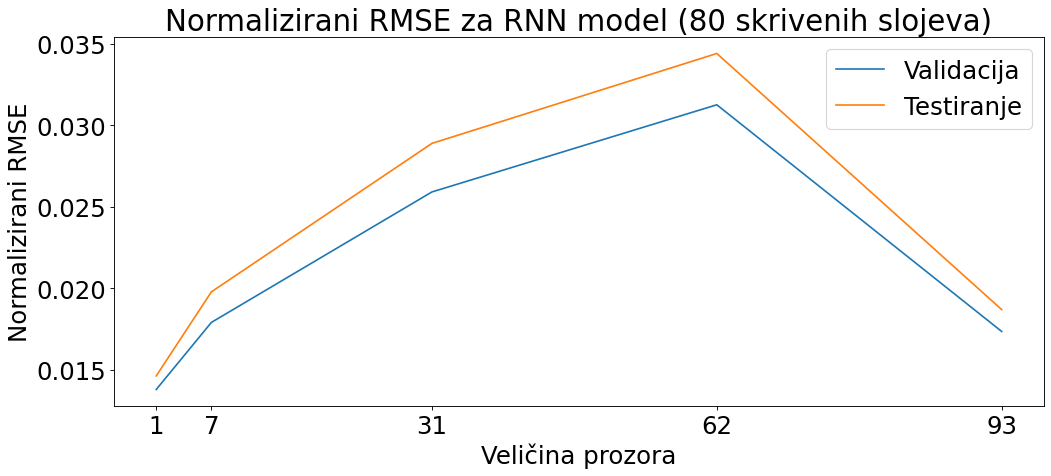 Normalizirani RMSE za RNN model (80 skrivenih slojeva)
Normalizirani RMSE
0.035
0.030
0.025
0.020
0.015
Validacija
Testiranje
1 7 31 62 93
Veličina prozora